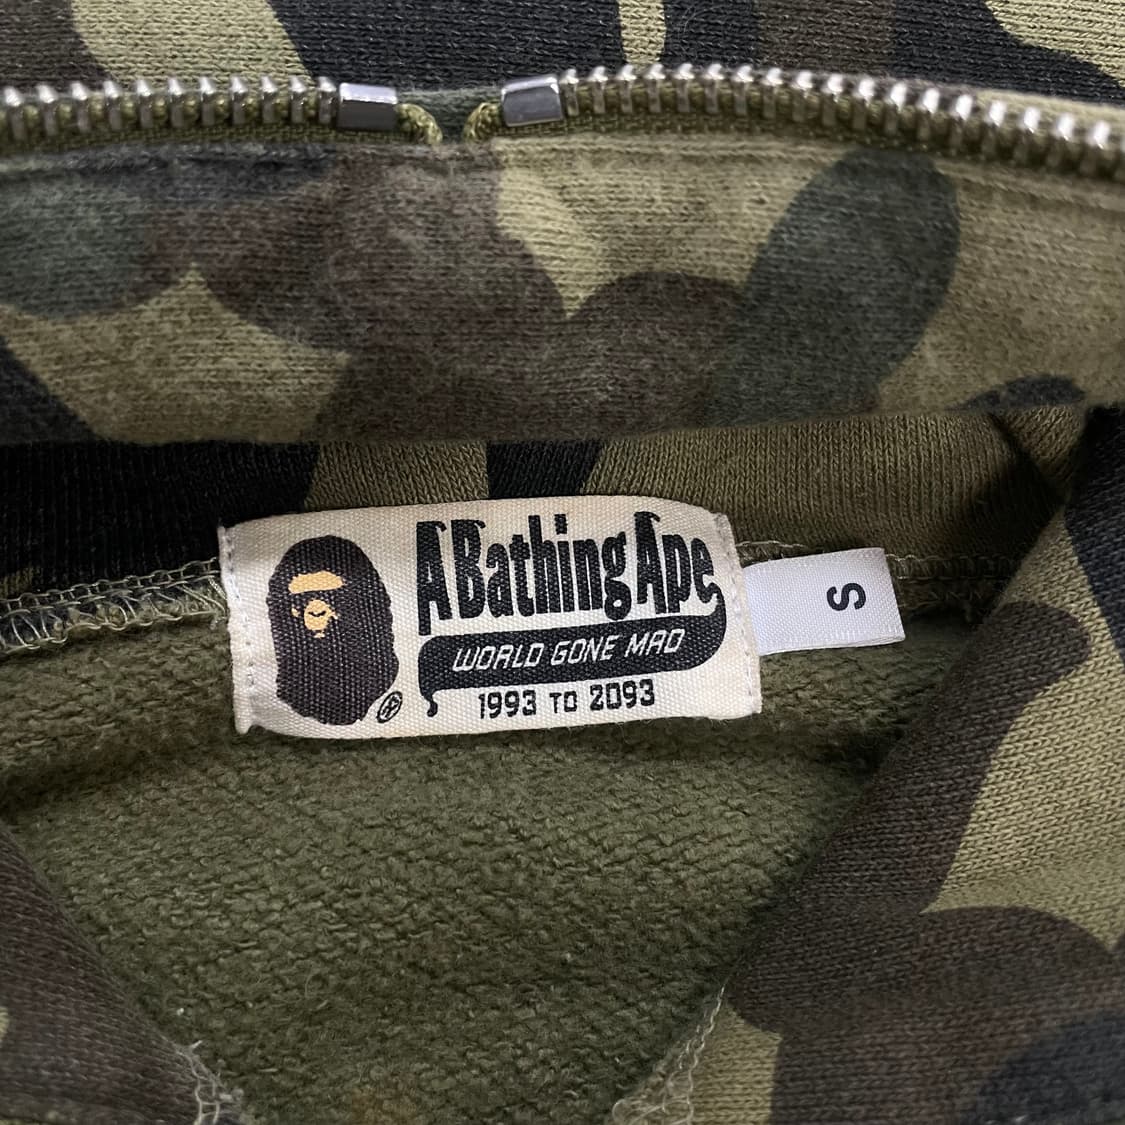 A Bathing Ape
WORLD GONE MAD
1993 TO 2093
S